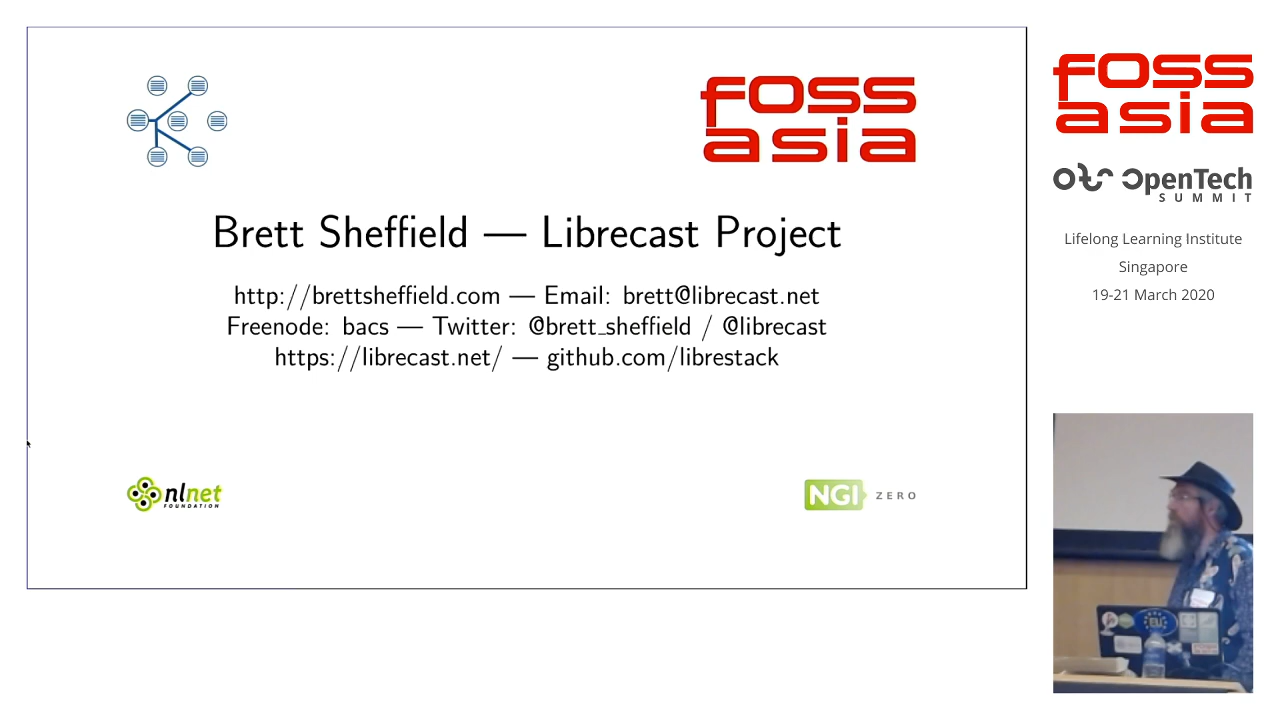 foss
asia
Brett Sheffield — Librecast Project
http://brettsheffield.com — Email: brett@librecast.net
Freenode: bacs — Twitter: @brett_sheffield / @librecast
https://librecast.net/ — github.com/librestack
nlnet
FOUNDATION
NGI ZERO
foss
asia
OpenTech
SUMMIT
Lifelong Learning Institute
Singapore
19-21 March 2020
EU